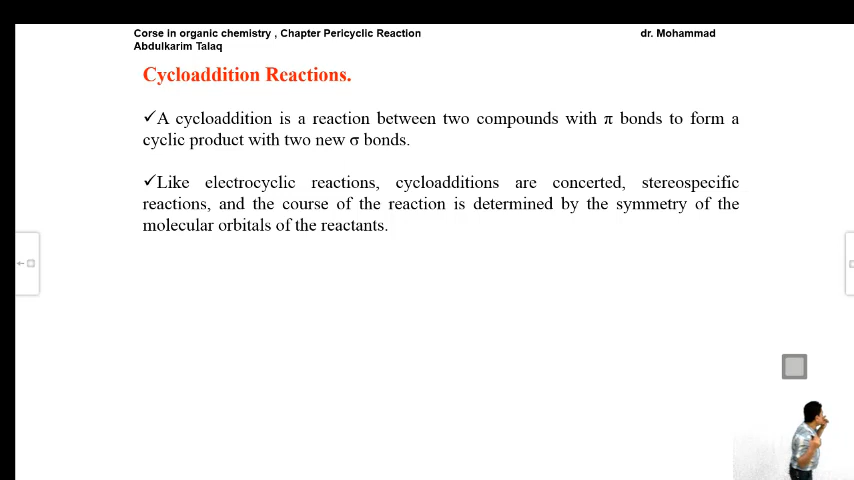 Corse in organic chemistry , Chapter Pericyclic Reaction dr. Mohammad
Abdulkarim Talaq
Cycloaddition Reactions.
✓A cycloaddition is a reaction between two compounds with π bonds to form a
cyclic product with two new σ bonds.
✓Like electrocyclic reactions, cycloadditions are concerted, stereospecific
reactions, and the course of the reaction is determined by the symmetry of the
molecular orbitals of the reactants.